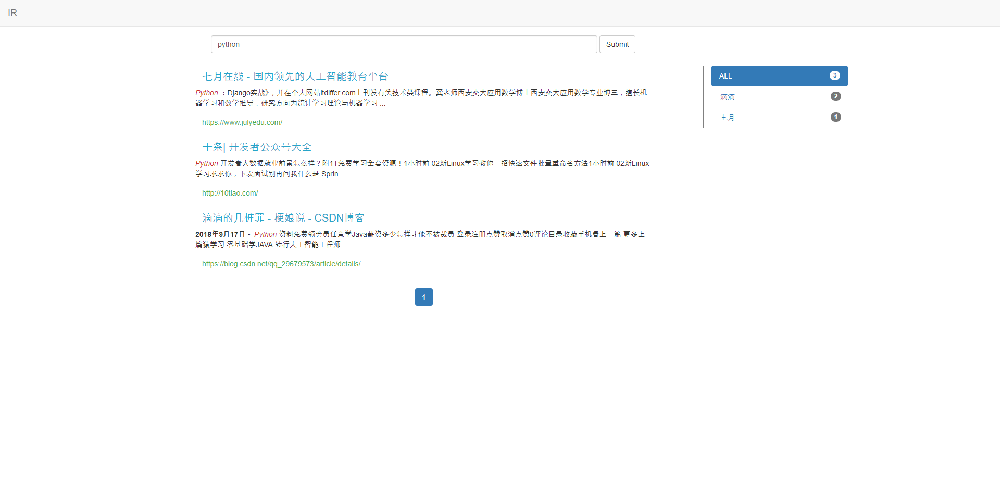 IR
python
Submit
七月在线 - 国内领先的人工智能教育平台
Python ：Django实战》, 并在个人网站itdiffer.com上刊发有关技术类课程。龚老师西安交大应用数学博士西安交大应用数学专业博三，擅长机
器学习和数学推导，研究方向为统计学习理论与机器学习 ...
https://www.julyedu.com/
十条| 开发者公众号大全
Python 开发者大数据就业前景怎么样？附1T免费学习全套资源！1小时前 02新Linux学习教你三招快速文件批量重命名方法1小时前 02新Linux
学习求求你，下次面试别再问我什么是 Sprin ...
http://10tiao.com/
滴滴的几桩罪 - 梗娘说 - CSDN博客
2018年9月17日 - Python 资料免费领会员任意学Java薪资多少怎样才能不被裁员 登录注册点赞取消点赞0评论目录收藏手机看上一篇 更多上一
篇猿学习 零基础学JAVA 转行人工智能工程师 ...
https://blog.csdn.net/qq_29679573/article/details/...
1
ALL 3
滴滴 2
七月 1